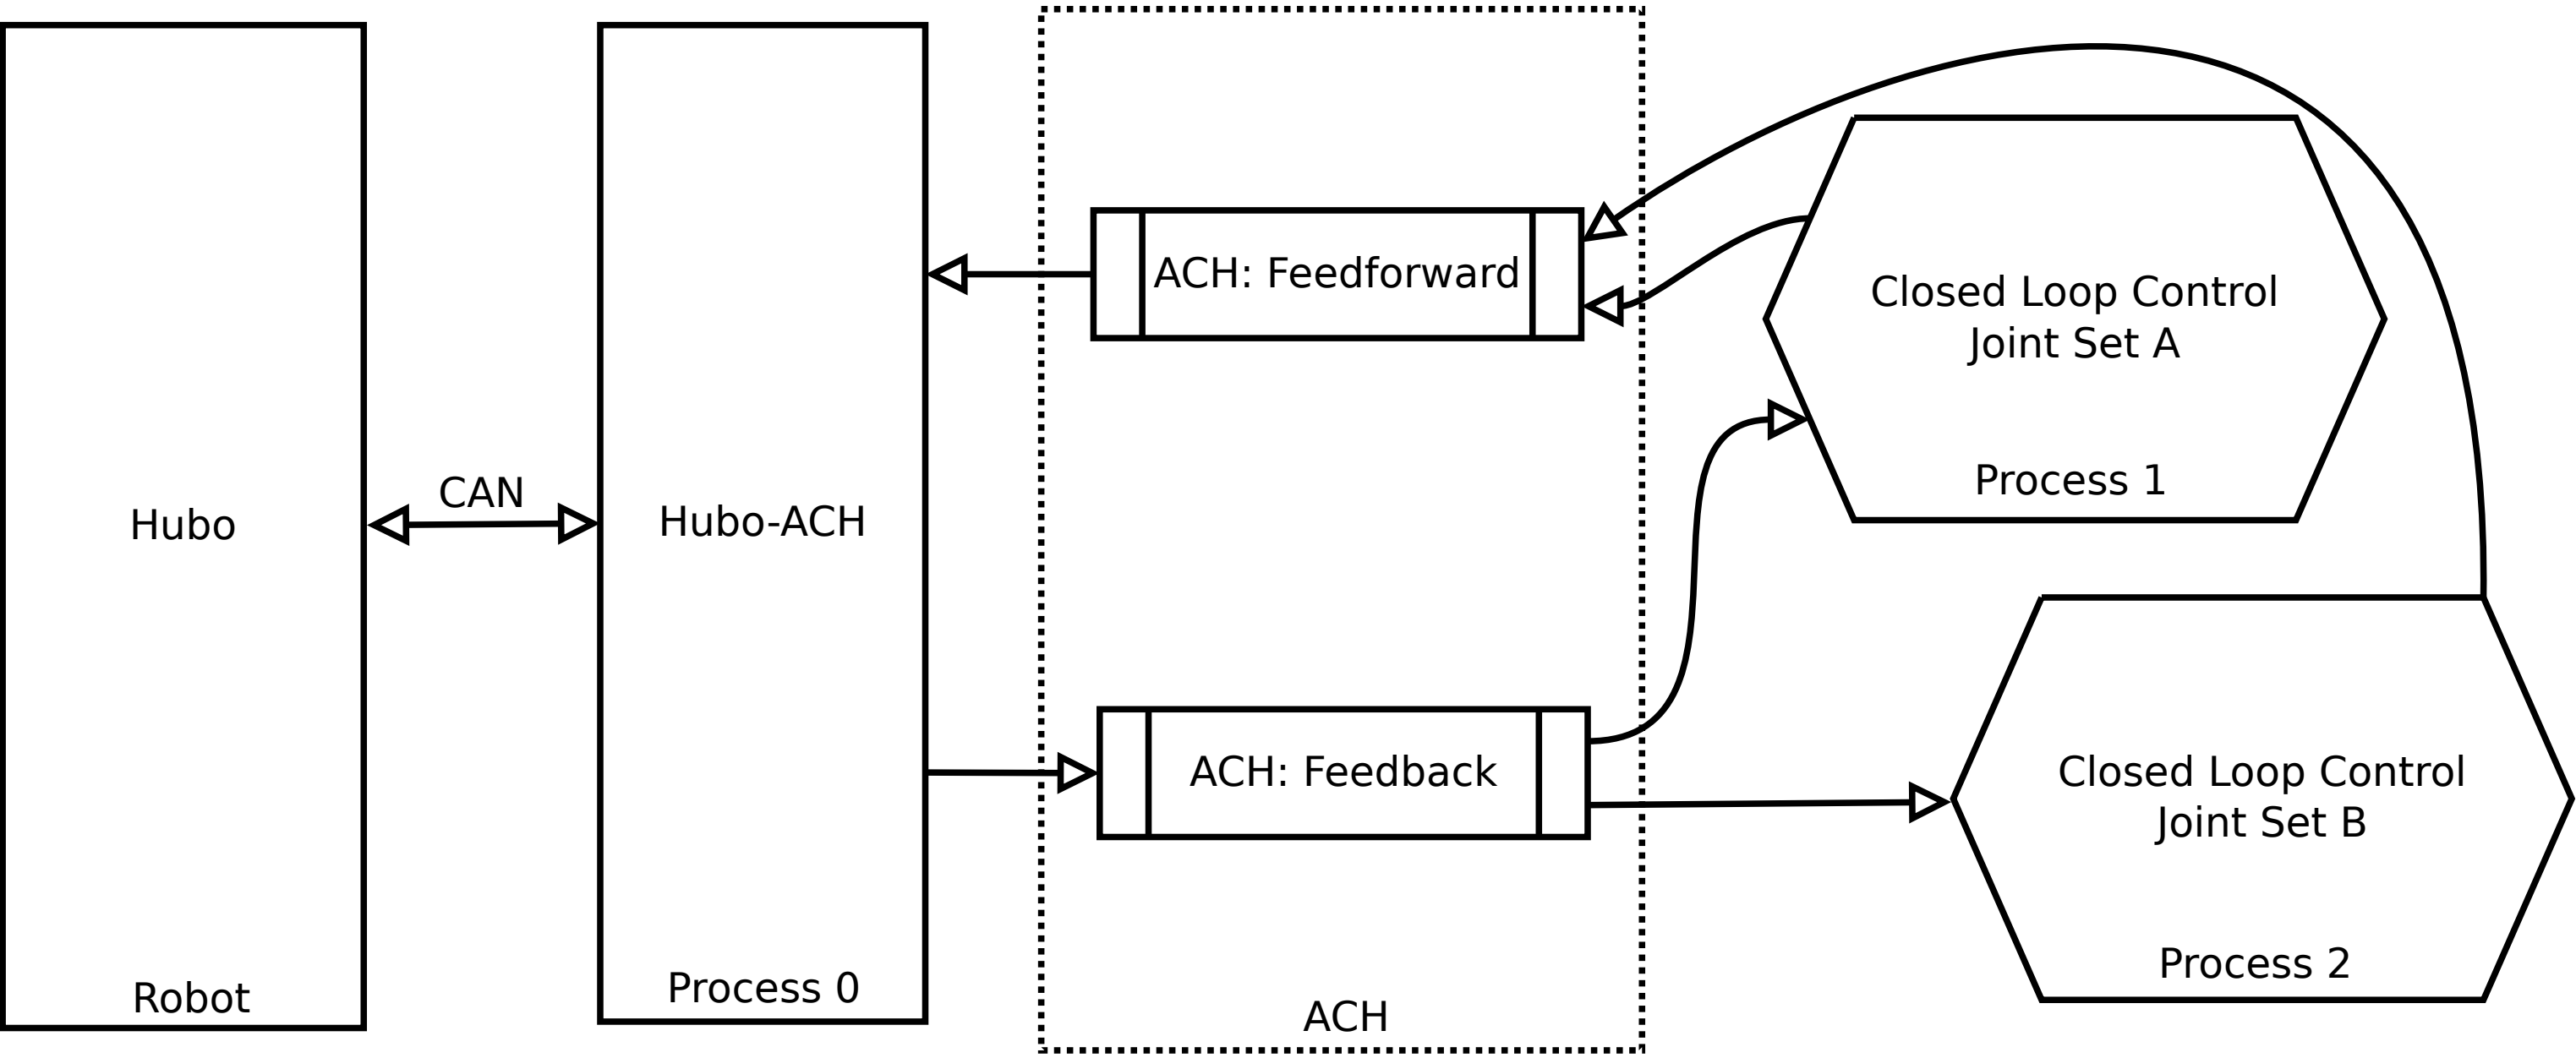 Hubo
Robot
CAN
Hubo-ACH
Process 0
ACH: Feedforward
ACH: Feedback
ACH
Closed Loop Control
Joint Set A
Process 1
Closed Loop Control
Joint Set B
Process 2